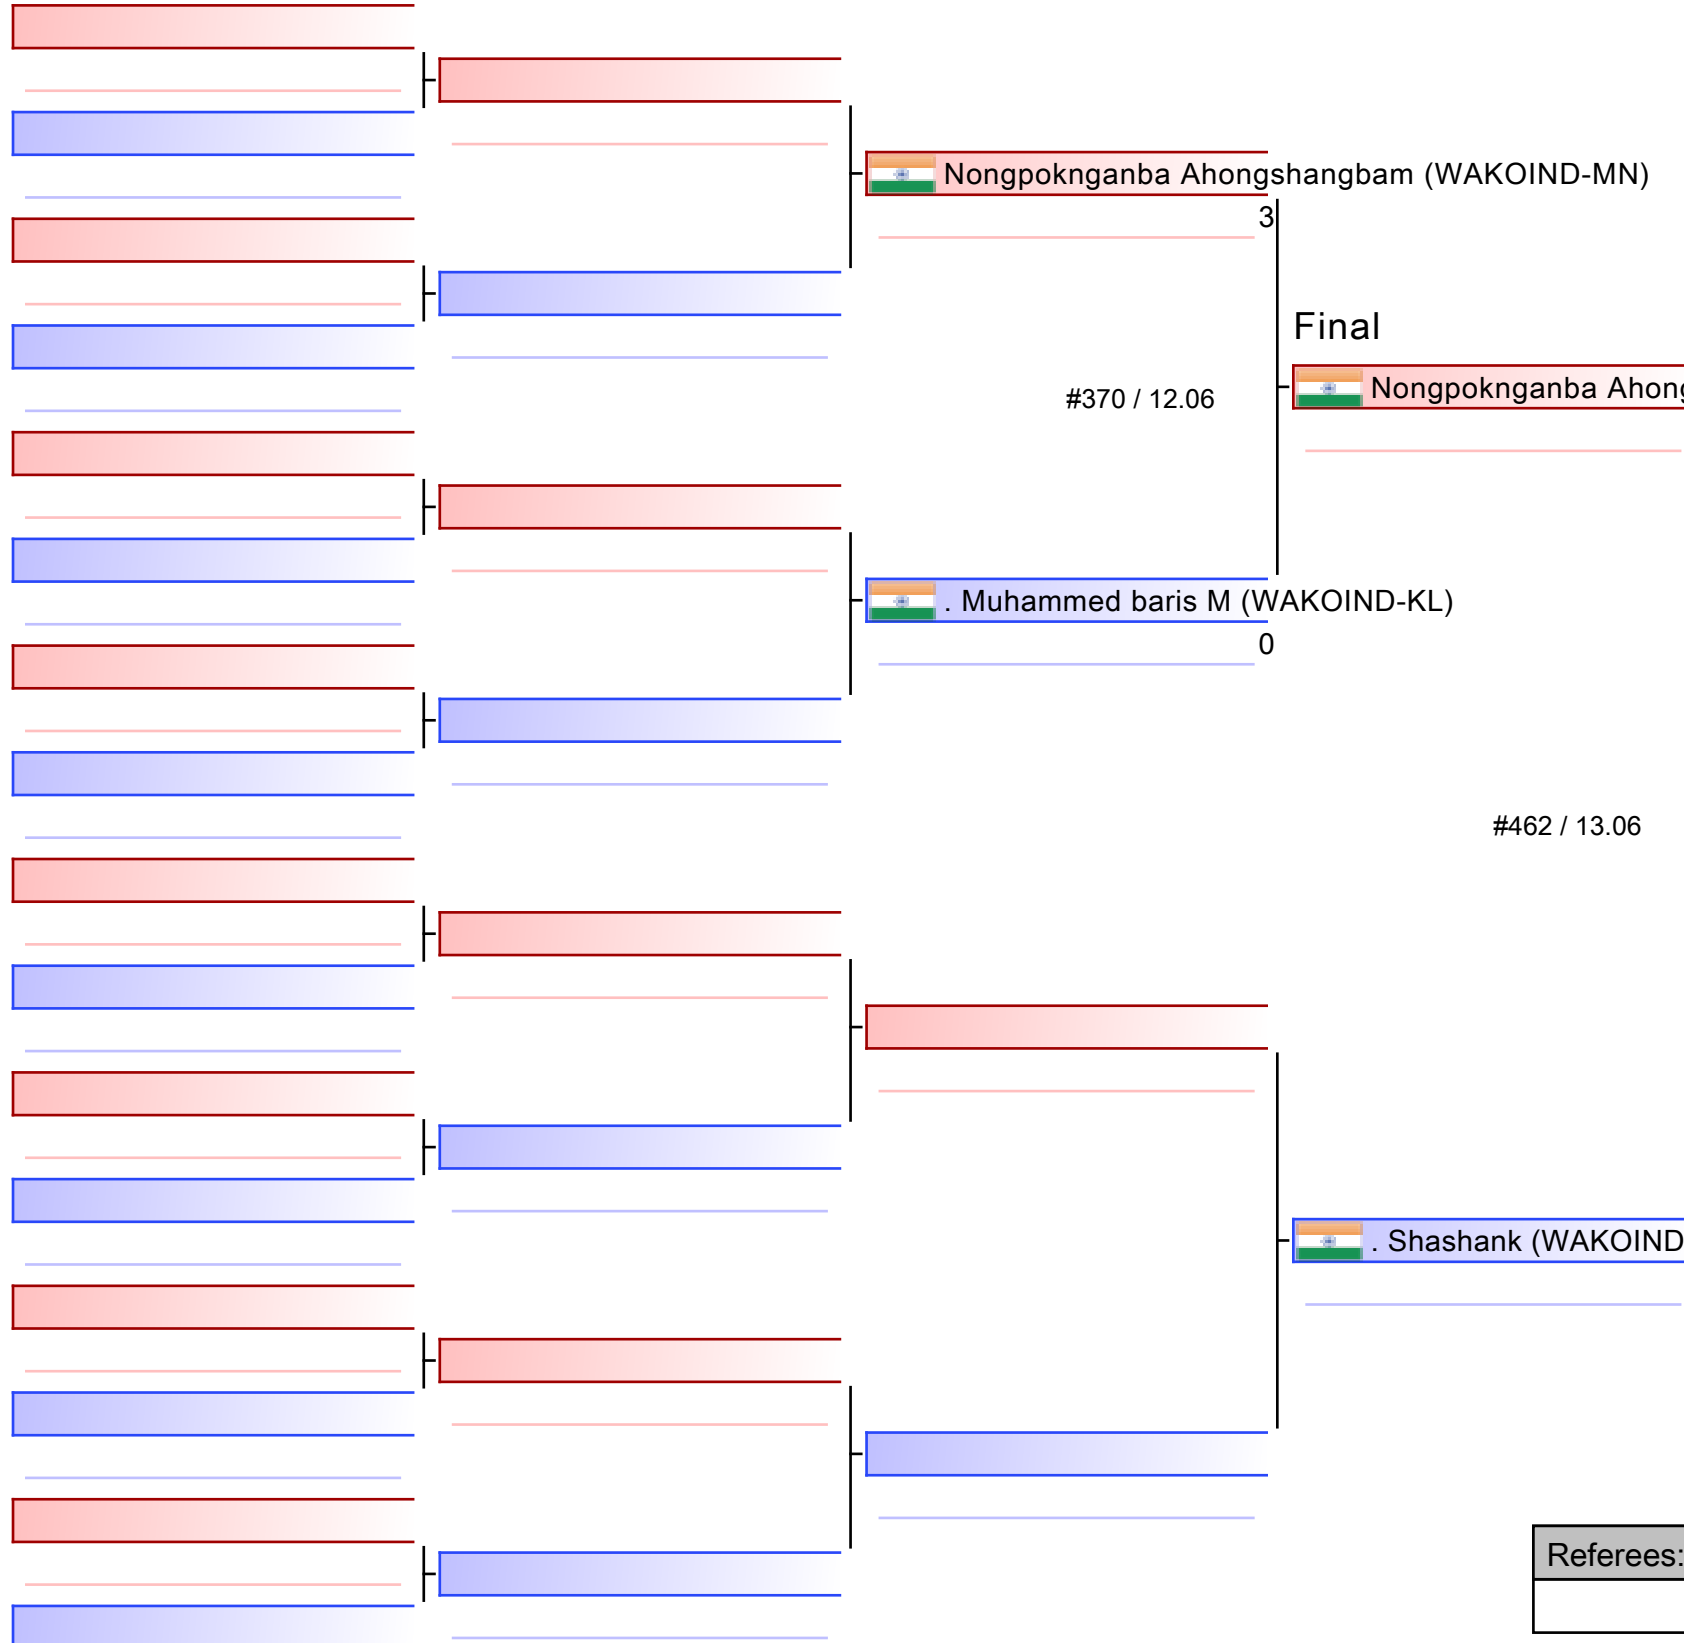 Nongpoknganba Ahongshangbam (WAKOIND-MN)
3
Final
Nongpoknganba Ahong
#370 / 12.06
. Muhammed baris M (WAKOIND-KL)
0
#462 / 13.06
. Shashank (WAKOIND
Referees: